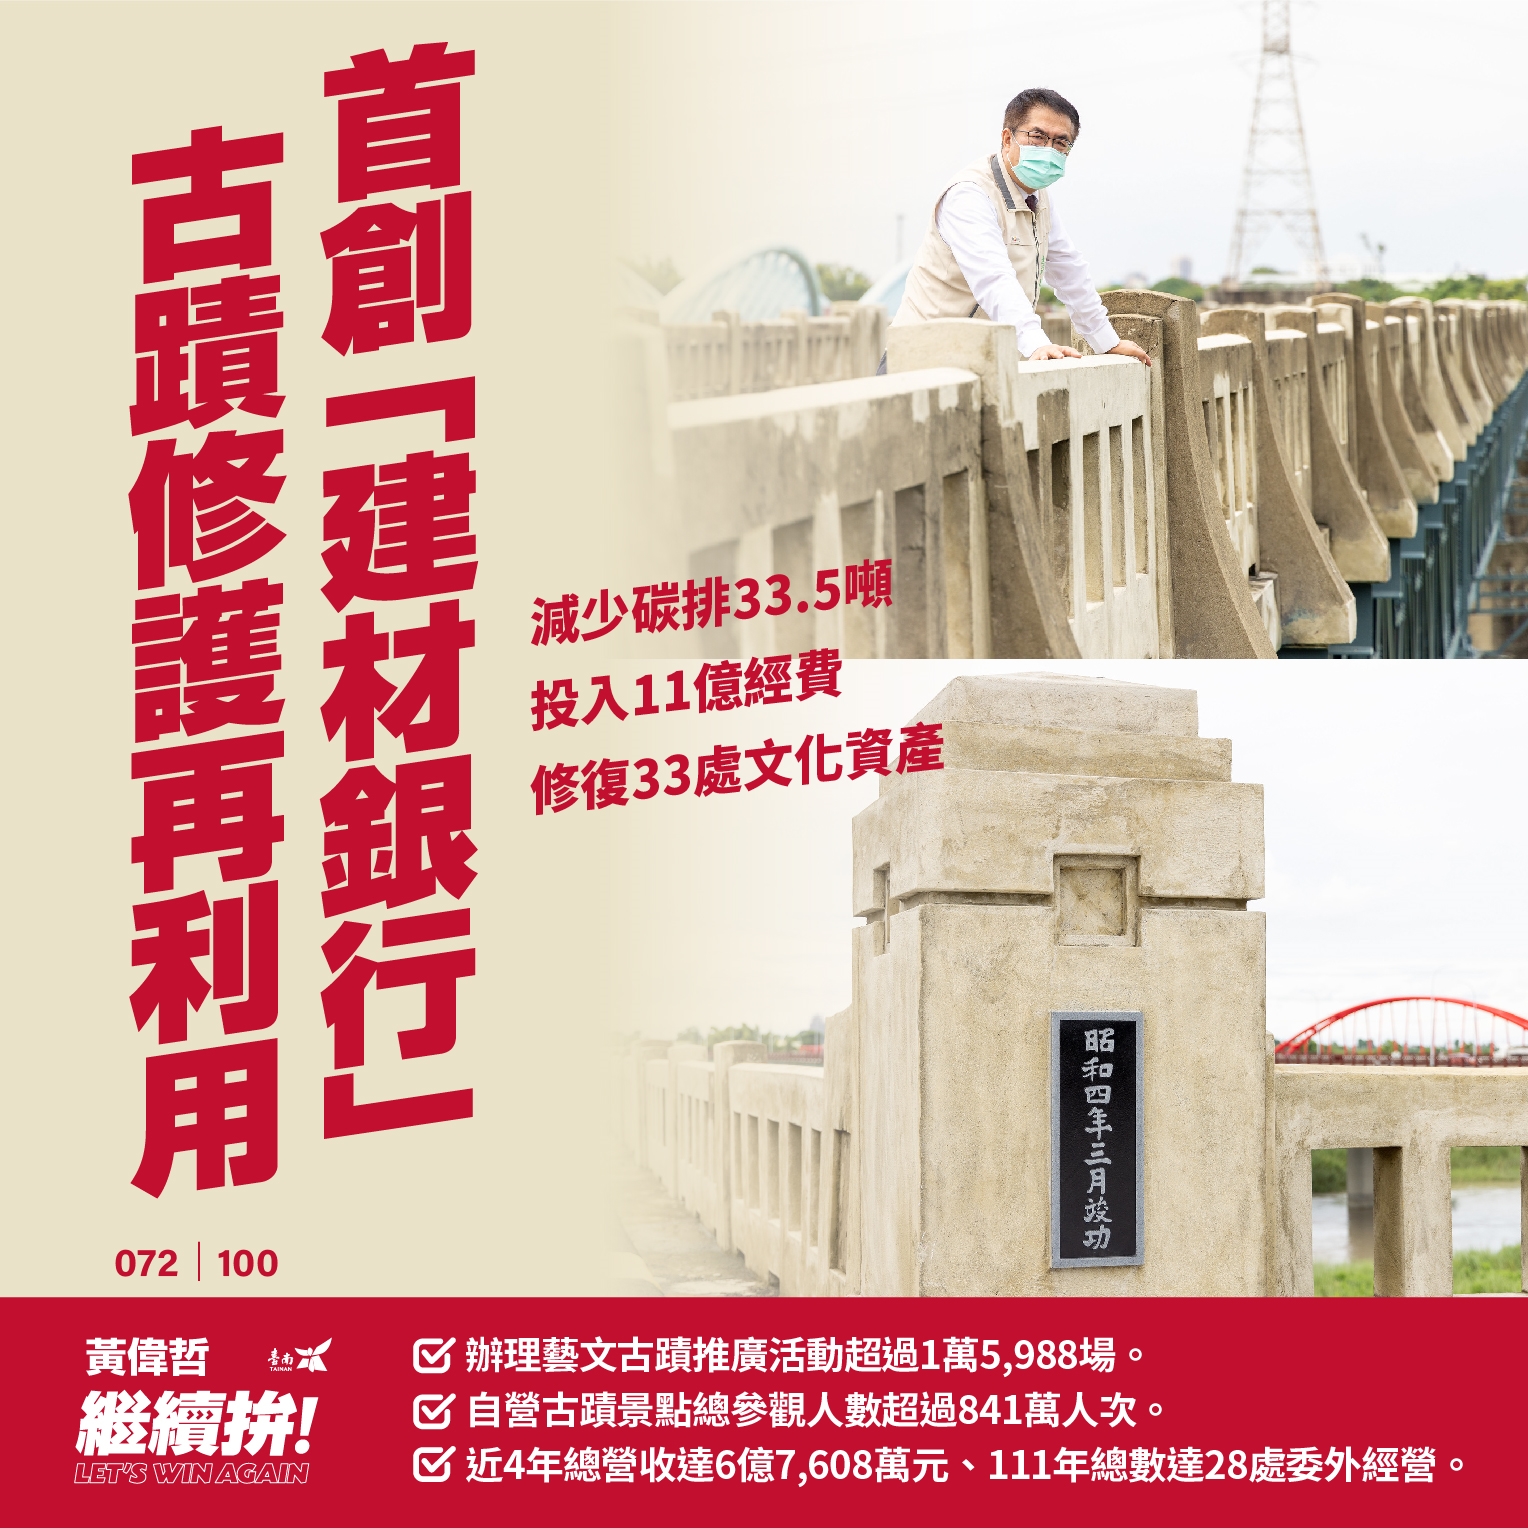 首創「建材銀行」
古蹟修護再利用
減少碳排33.5噸
投入11億經費
修復33處文化資產
昭和四年三月竣功
072｜100
黃偉哲
臺南
TAINAN
繼續拚!
LET'S WIN AGAIN
辦理藝文古蹟推廣活動超過1萬5,988場。
自營古蹟景點總參觀人數超過841萬人次。
近4年總營收達6億7,608萬元、111年總數達28處委外經營。